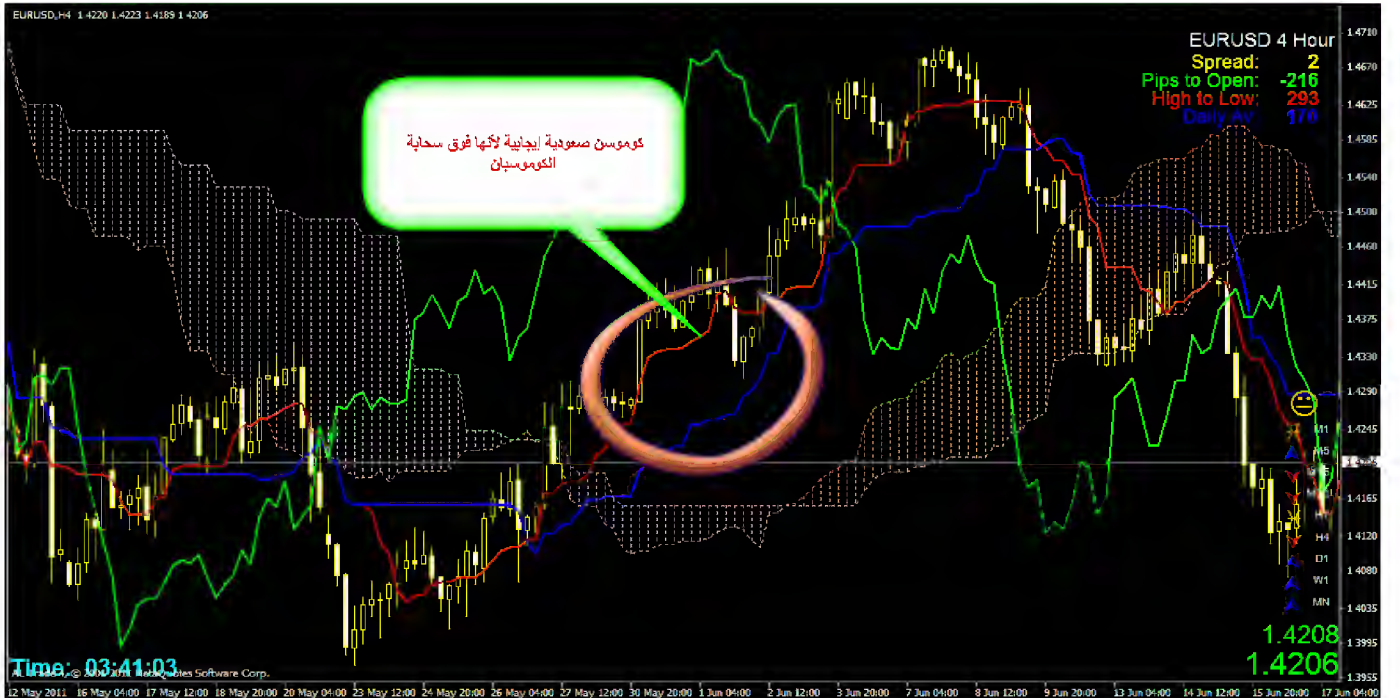 EURUSD,H4 1.4220 1.4223 1.4189 1.4206
EURUSD 4 Hour
Spread: 2
Pips to Open: -216
High to Low: 293
Daily Av: 170
كوموسن صعودية إيجابية لأنها فوق سحابة
الكوموسبان
1.4710
1.4670
1.4625
1.4585
1.4540
1.4500
1.4460
1.4415
1.4375
1.4330
1.4290
1.4245
1.4165
1.4120
1.4080
1.4035
1.3995
1.3955
M1
M5
H4
D1
W1
MN
1.4208
1.4206
Time: 03:41:03
MetaQuotes Software Corp.
12 May 2011 16 May 04:00 17 May 12:00 18 May 20:00 20 May 04:00 23 May 12:00 24 May 20:00 26 May 04:00 27 May 12:00 30 May 20:00 1 Jun 04:00 2 Jun 12:00 3 Jun 20:00 7 Jun 04:00 8 Jun 12:00 9 Jun 20:00 13 Jun 04:00 14 Jun 12:00 15 Jun 20:00 17 Jun 04:00